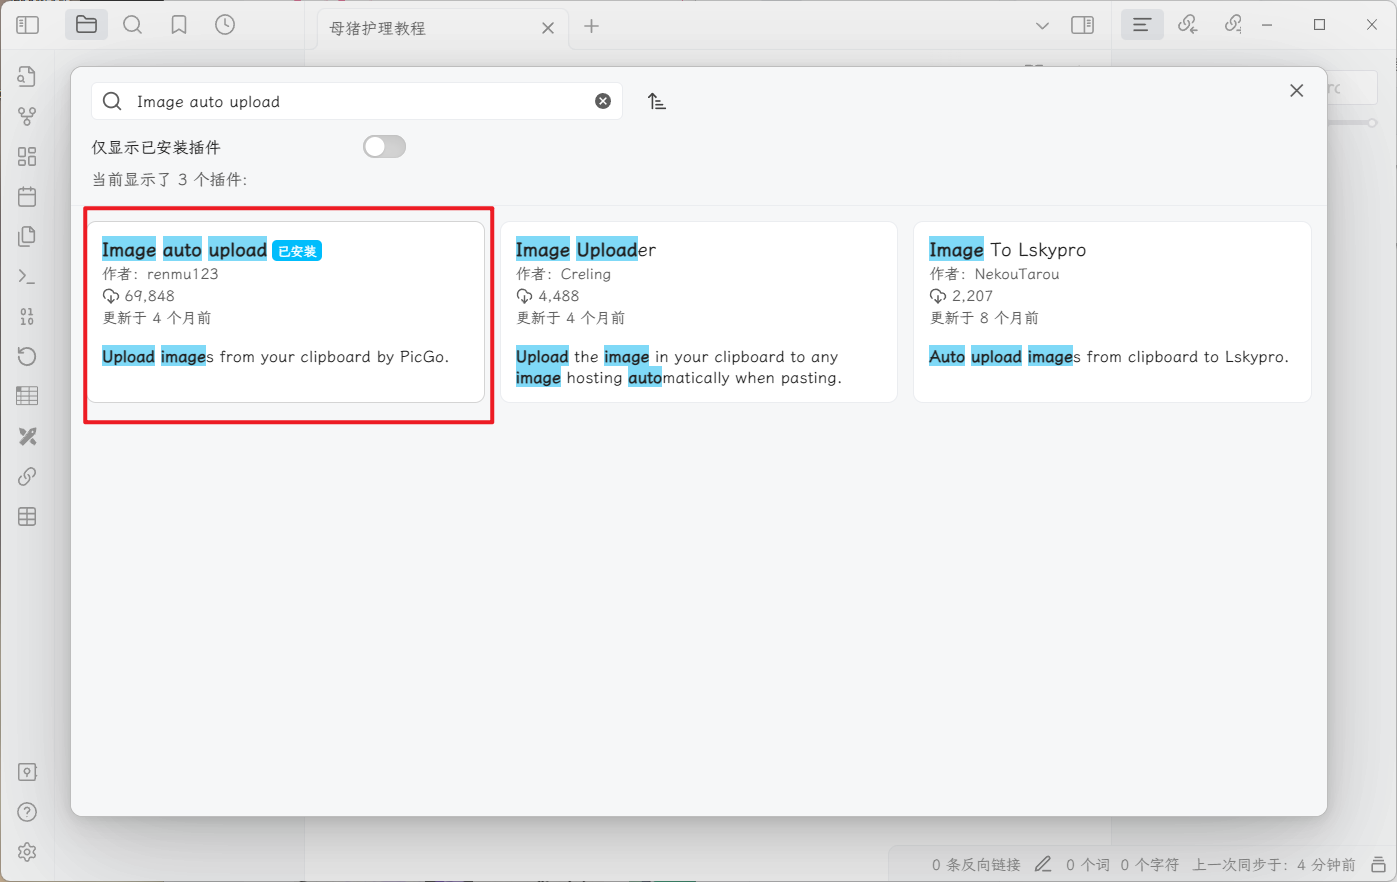 母猪护理教程
Image auto upload
仅显示已安装插件
当前显示了 3 个插件:
Image auto upload 已安装
作者: renmu123
69,848
更新于 4 个月前
Upload images from your clipboard by PicGo.
Image Uploader
作者: Creling
4,488
更新于 4 个月前
Upload the image in your clipboard to any
image hosting automatically when pasting.
Image To Lskypro
作者: NekouTarou
2,207
更新于 8 个月前
Auto upload images from clipboard to Lskypro.
0 条反向链接 0 个词 0 个字符 上一次同步于: 4 分钟前